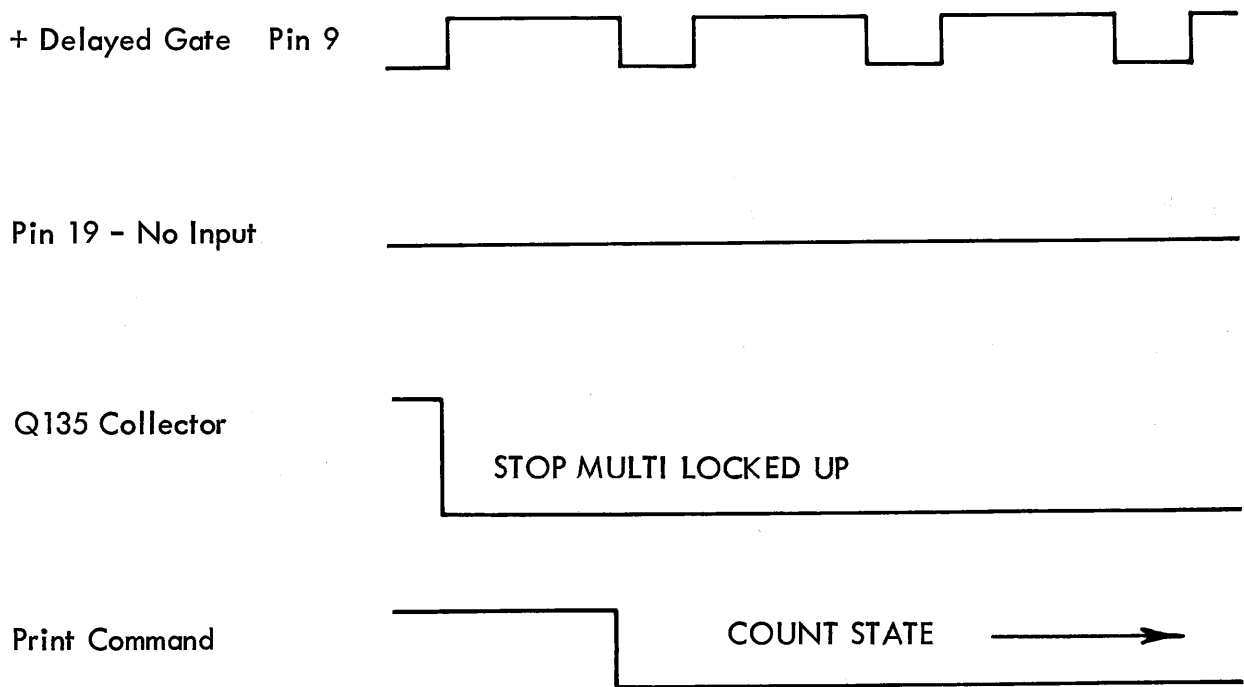 + Delayed Gate Pin 9
Pin 19 - No Input
Q135 Collector
STOP MULTI LOCKED UP
Print Command
COUNT STATE